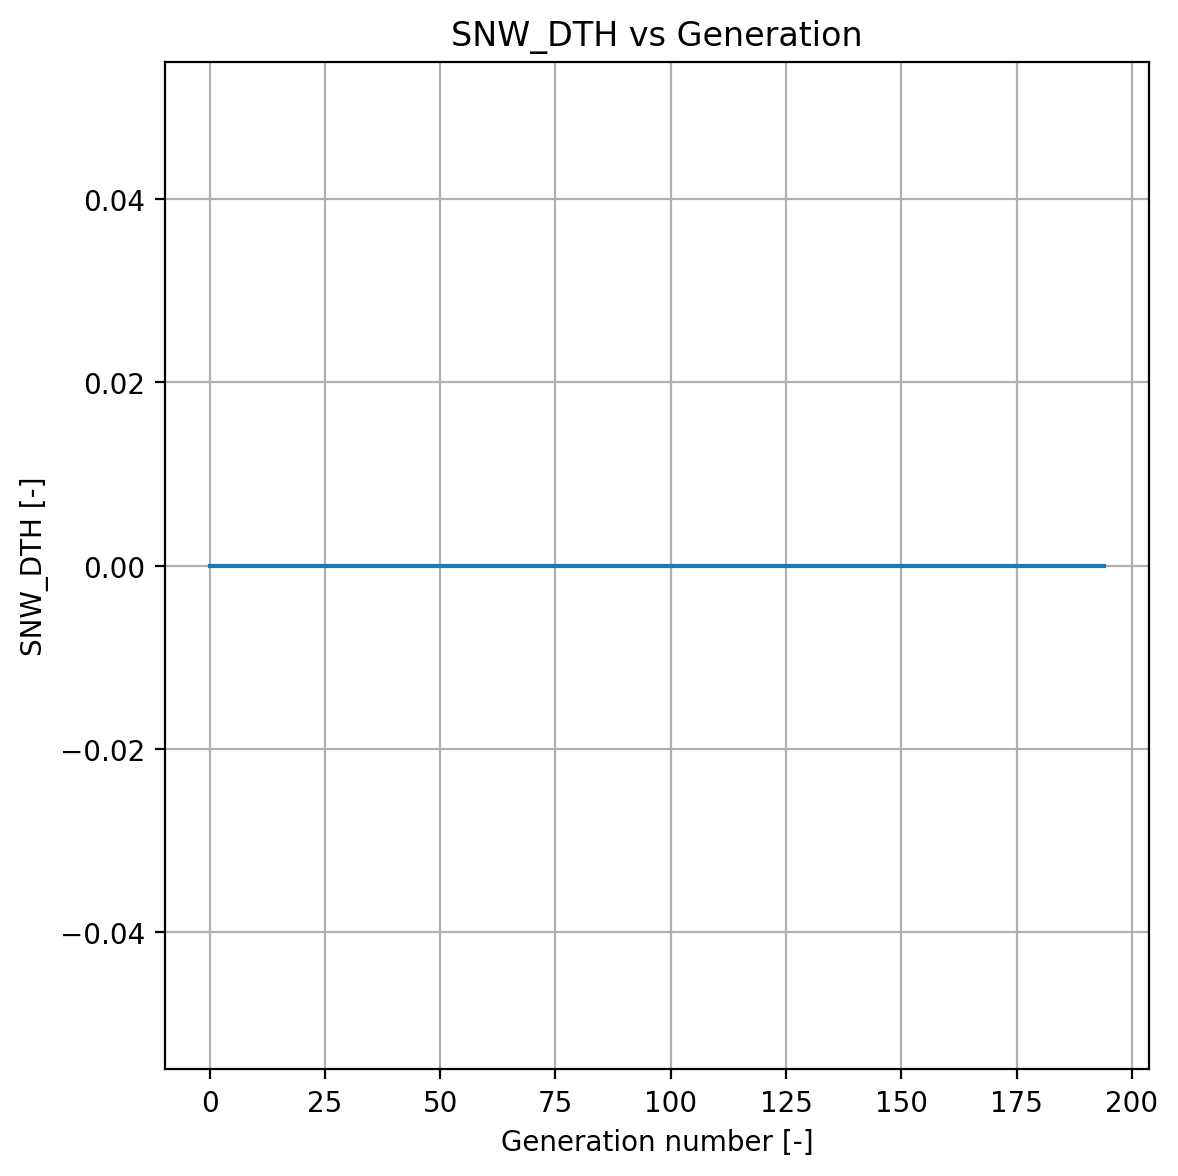 SNW_DTH vs Generation
0.04
0.02
0.00
−0.02
−0.04
SNW_DTH [-]
0 25 50 75 100 125 150 175 200
Generation number [-]